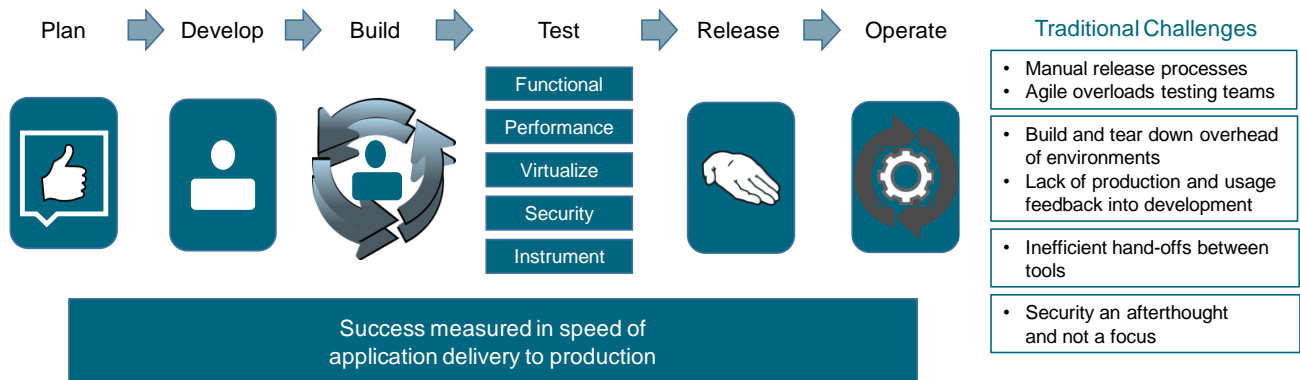 Plan
Develop
Build
Test
Release
Operate
Functional
Performance
Virtualize
Security
Instrument
Success measured in speed of
application delivery to production
Traditional Challenges
• Manual release processes
• Agile overloads testing teams
• Build and tear down overhead
of environments
• Lack of production and usage
feedback into development
• Inefficient hand-offs between
tools
• Security an afterthought
and not a focus